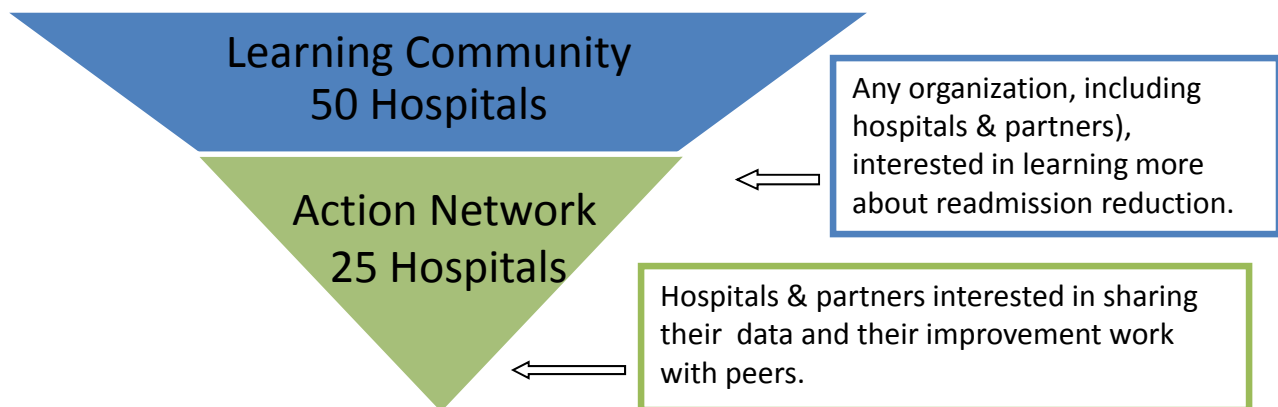 Learning Community
50 Hospitals
Any organization, including
hospitals & partners),
interested in learning more
about readmission reduction.
Action Network
25 Hospitals
Hospitals & partners interested in sharing
their  data and their improvement work
with peers.